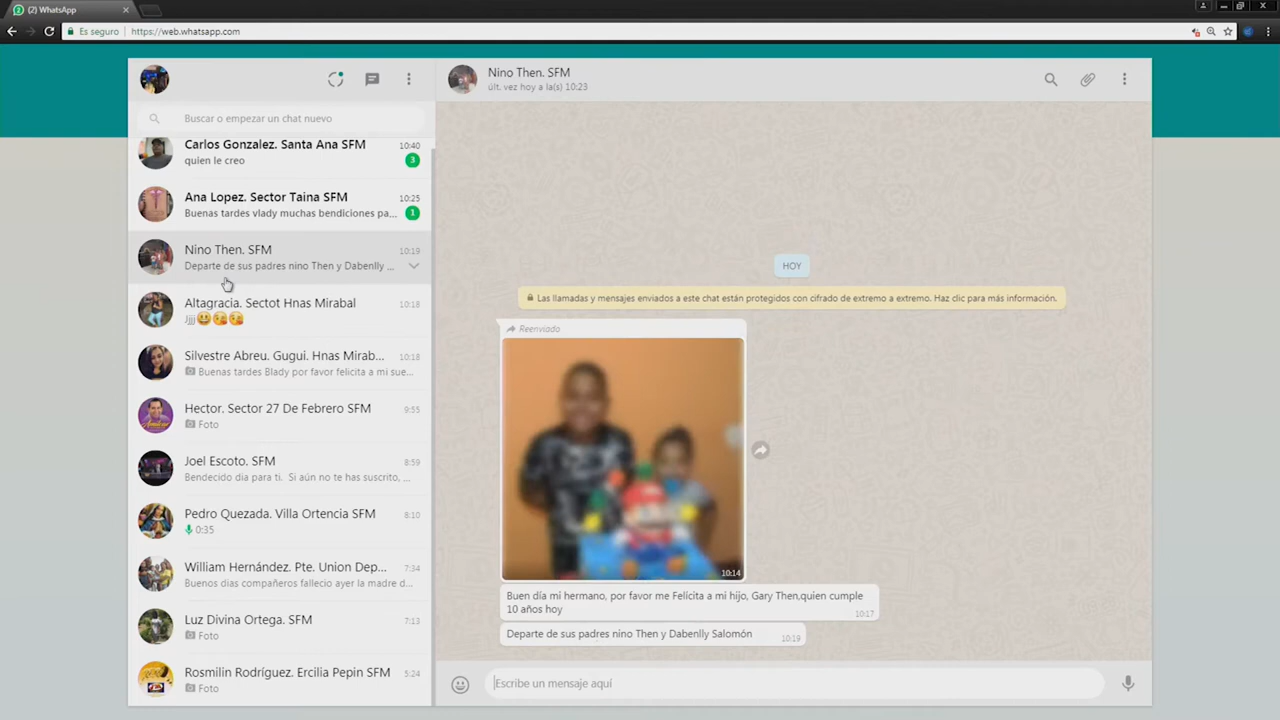 (2) WhatsApp
Es seguro
https://web.whatsapp.com
Buscar o empezar un chat nuevo
Carlos Gonzalez. Santa Ana SFM
10:40
quien le creo
3
Ana Lopez. Sector Taina SFM
10:25
Buenas tardes vlady muchas bendiciones pa...
1
Nino Then. SFM
10:19
Departe de sus padres nino Then y Dabenlly ...
Altagracia. Sectot Hnas Mirabal
10:18
Jjjj😃😘😘
Silvestre Abreu. Gugui. Hnas Mirab...
10:18
Buenas tardes Blady por favor felicita a mi sue...
Hector. Sector 27 De Febrero SFM
9:55
Foto
Joel Escoto. SFM
8:59
Bendecido dia para ti. Si aún no te has suscrito, ...
Pedro Quezada. Villa Ortencia SFM
8:10
0:35
William Hernández. Pte. Union Dep...
7:34
Buenos dias compañeros fallecio ayer la madre d...
Luz Divina Ortega. SFM
7:13
Foto
Rosmilin Rodríguez. Ercilia Pepin SFM
5:24
Foto
Nino Then. SFM
últ. vez hoy a la(s) 10:23
HOY
Las llamadas y mensajes enviados a este chat están protegidos con cifrado de extremo a extremo. Haz clic para más información.
Reenviado
10:14
Buen día mi hermano, por favor me Felícita a mi hijo, Gary Then,quien cumple
10 años hoy
10:17
Departe de sus padres nino Then y Dabenlly Salomón
10:19
Escribe un mensaje aquí